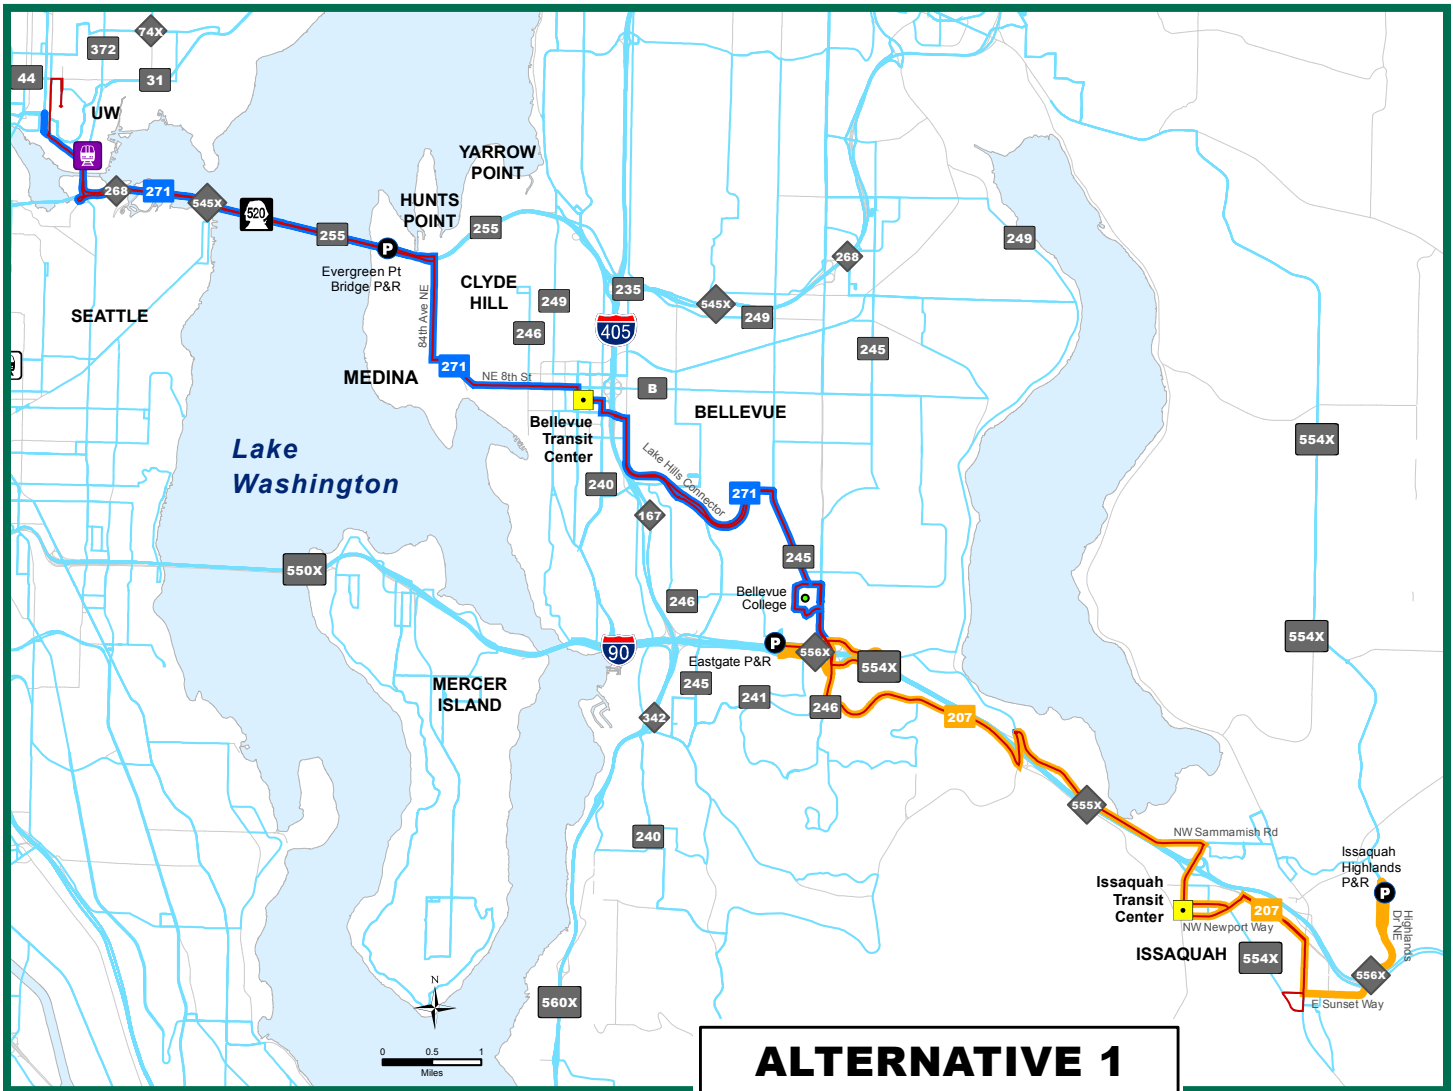 74X
372
44
31
UW
268
271
545X
520
255
P
Evergreen Pt
Bridge P&R
YARROW
POINT
HUNTS
POINT
255
CLYDE
HILL
249
246
235
405
545X
249
268
249
245
SEATTLE
84th Ave NE
271
NE 8th St
MEDINA
B
BELLEVUE
Bellevue
Transit
Center
Lake
Washington
Lake Hills Connector
240
167
271
554X
245
550X
Bellevue
College
246
90
P
Eastgate P&R
556X
554X
554X
MERCER
ISLAND
245
241
246
342
207
240
555X
NW Sammamish Rd
Issaquah
Highlands
P&R
P
Issaquah
Transit
Center
207
NW Newport Way
Highlands
Dr NE
ISSAQUAH
554X
556X
E Sunset Way
N
560X
0 0.5 1
Miles
ALTERNATIVE 1